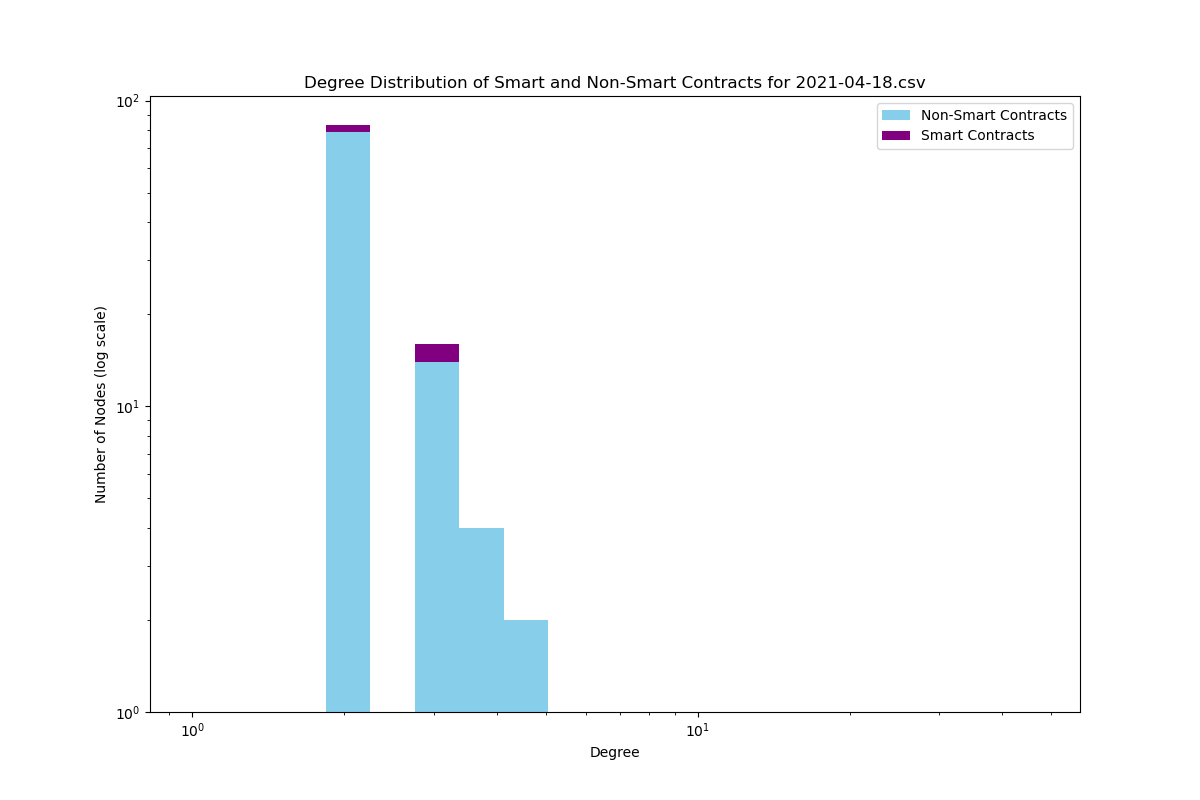 Degree Distribution of Smart and Non-Smart Contracts for 2021-04-18.csv
Non-Smart Contracts
Smart Contracts
Number of Nodes (log scale)
10²
10¹
10⁰
10⁰ 10¹
Degree